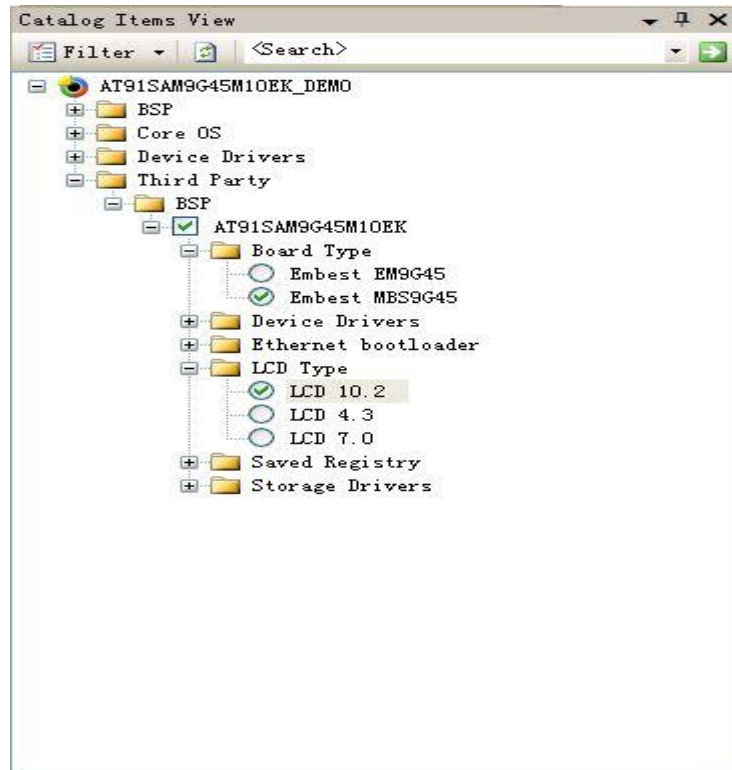 Catalog Items View
Filter <Search>
AT91SAM9G45M10EK_DEMO
BSP
Core OS
Device Drivers
Third Party
BSP
AT91SAM9G45M10EK
Board Type
Embest EM9G45
Embest MBS9G45
Device Drivers
Ethernet bootloader
LCD Type
LCD 10.2
LCD 4.3
LCD 7.0
Saved Registry
Storage Drivers